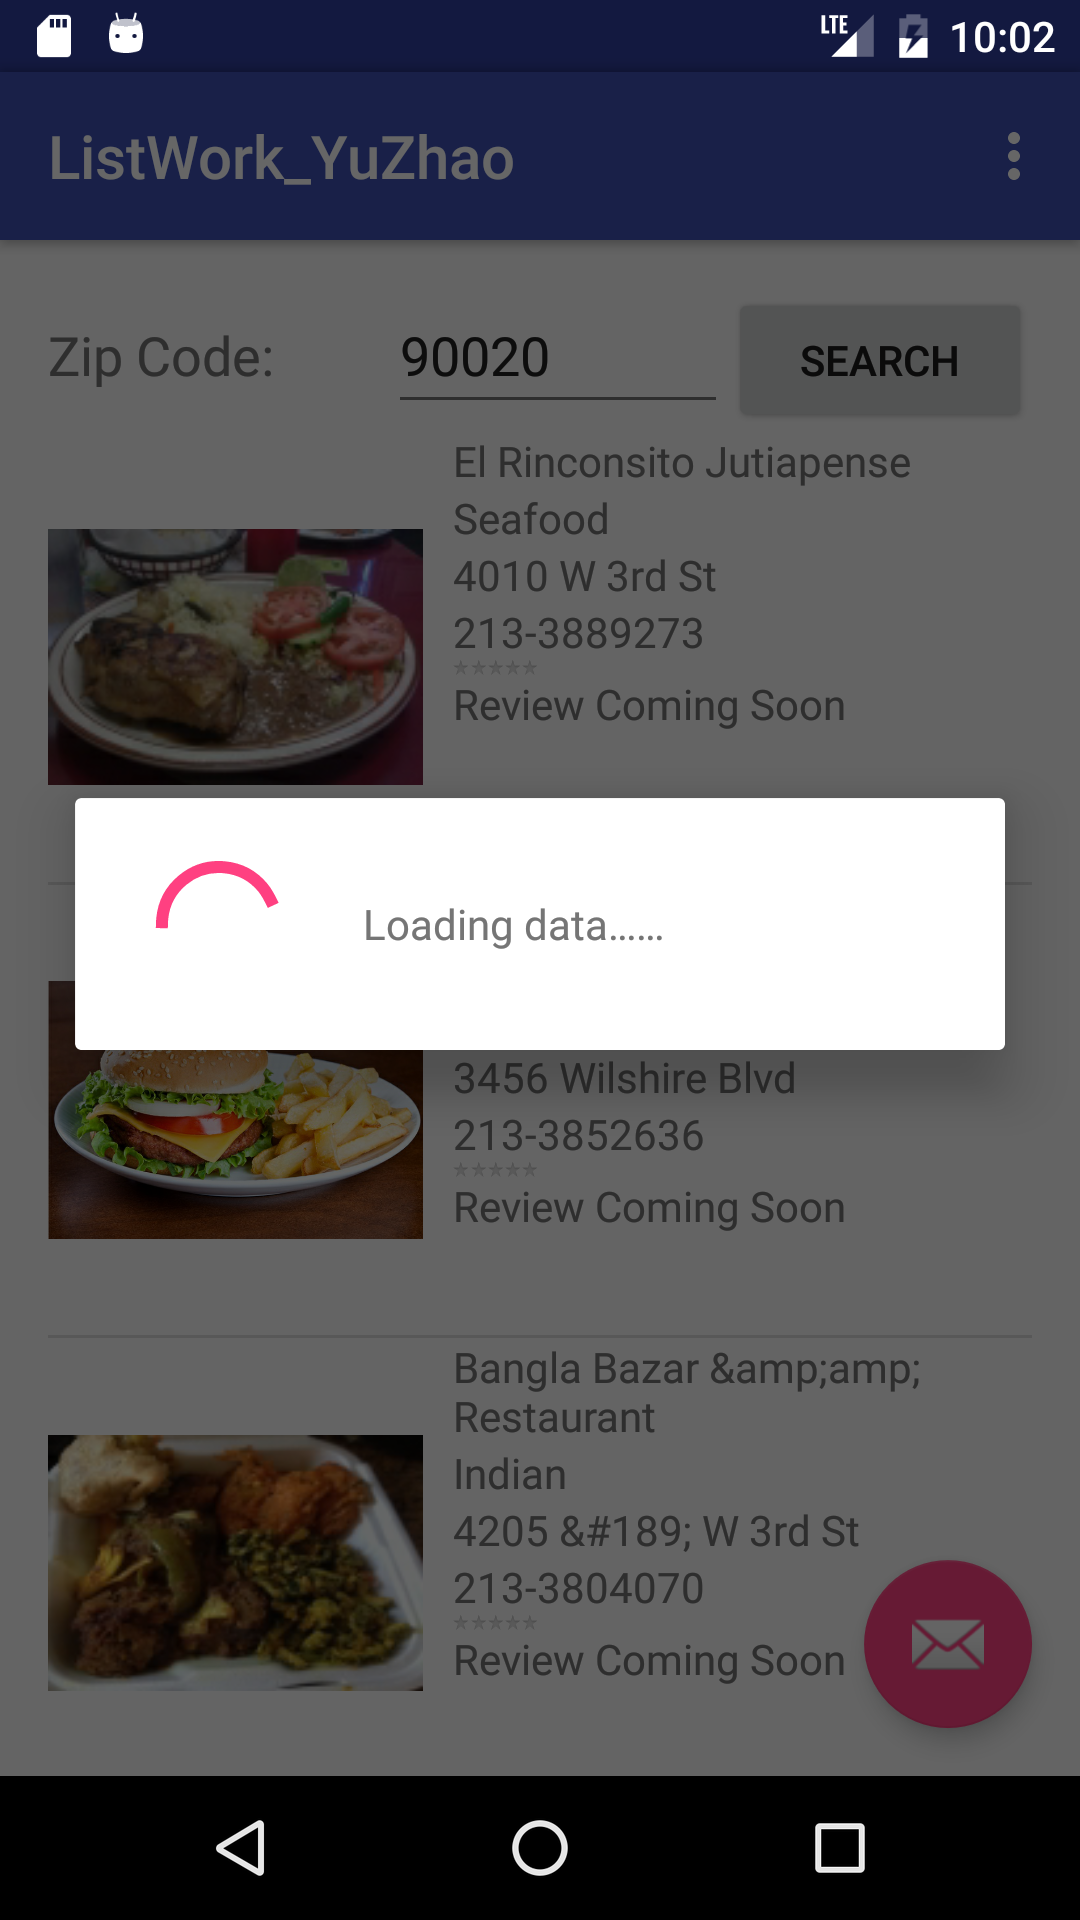 LTE 10:02
ListWork_YuZhao
Zip Code: 90020 SEARCH
El Rinconsito Jutiapense
Seafood
4010 W 3rd St
213-3889273
Review Coming Soon
Loading data......
3456 Wilshire Blvd
213-3852636
Review Coming Soon
Bangla Bazar &amp;amp;
Restaurant
Indian
4205 &#189; W 3rd St
213-3804070
Review Coming Soon